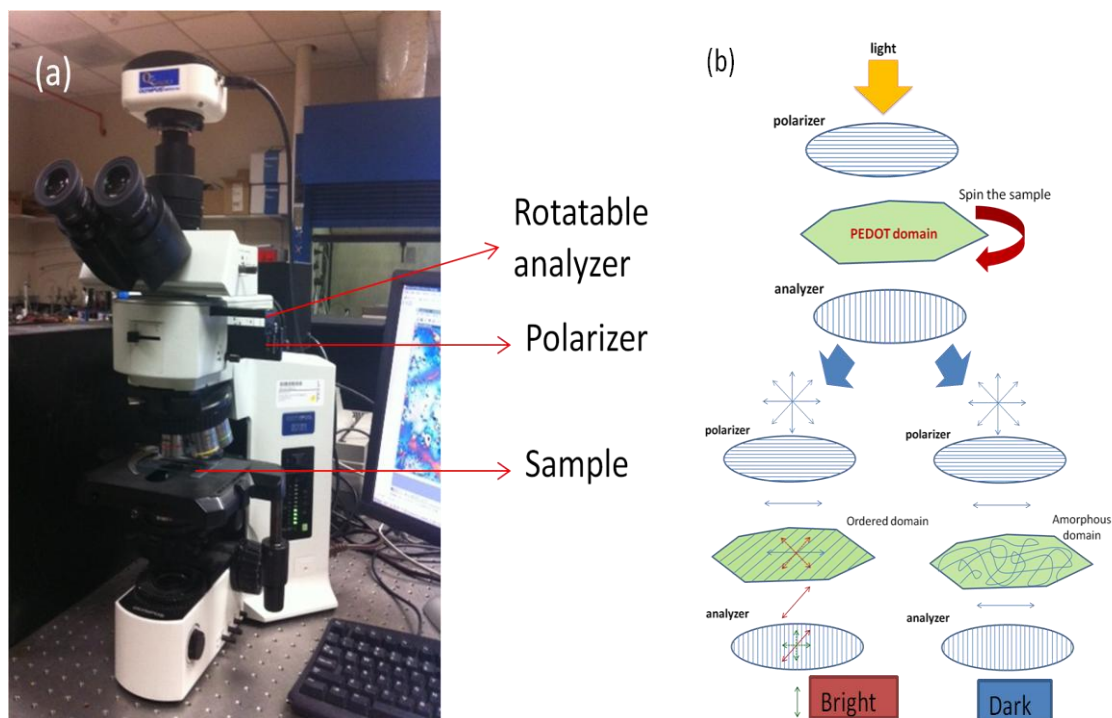 (a)
Rotatable
analyzer
Polarizer
Sample
(b)
light
polarizer
Spin the sample
PEDOT domain
analyzer
polarizer
polarizer
Ordered domain
Amorphous
domain
analyzer
analyzer
Bright
Dark